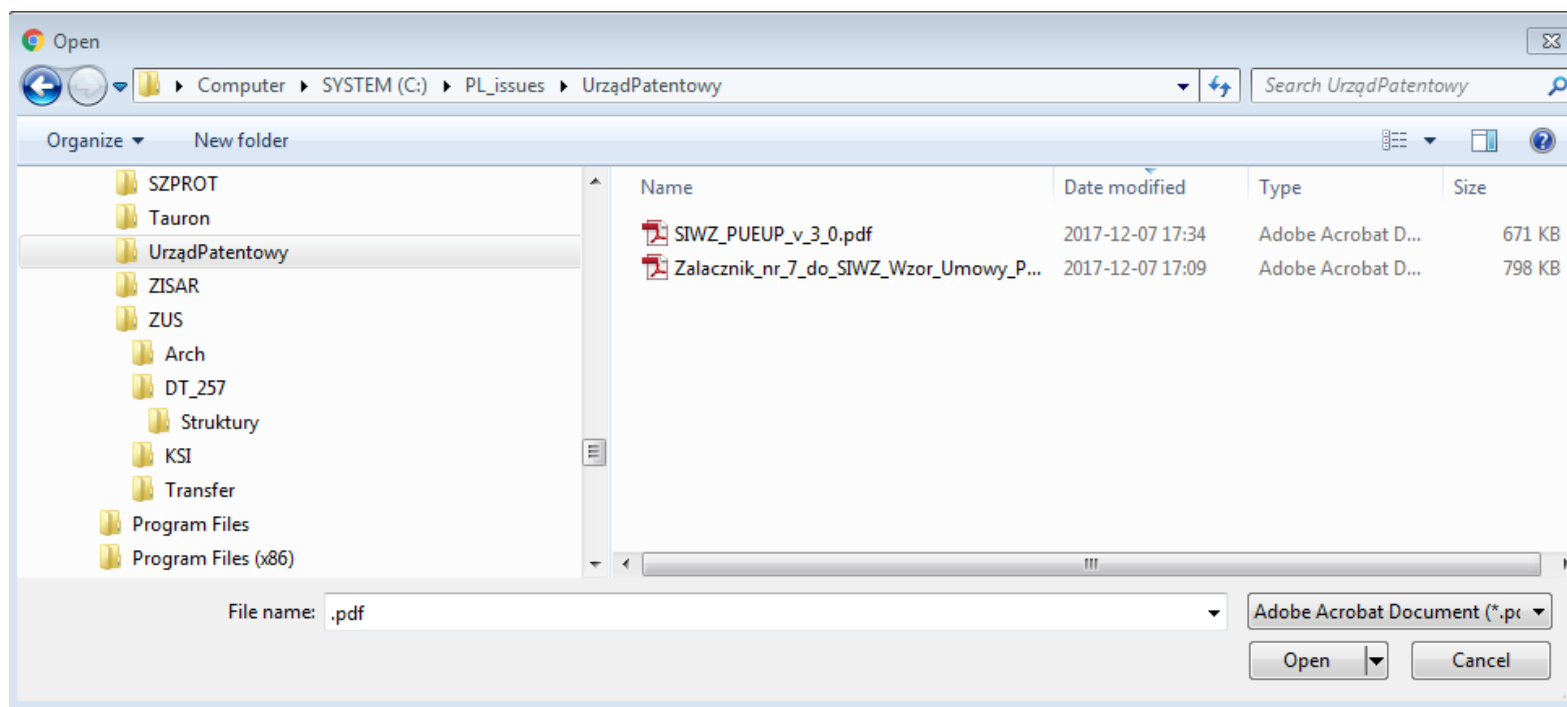 Open
Computer ▸ SYSTEM (C:) ▸ PL_issues ▸ UrządPatentowy
Search UrządPatentowy
Organize New folder
SZPROT
Tauron
UrządPatentowy
ZISAR
ZUS
Arch
DT_257
Struktury
KSI
Transfer
Program Files
Program Files (x86)
Name Date modified Type Size
SIWZ_PUEUP_v_3_0.pdf 2017-12-07 17:34 Adobe Acrobat D... 671 KB
Zalacznik_nr_7_do_SIWZ_Wzor_Umowy_P... 2017-12-07 17:09 Adobe Acrobat D... 798 KB
File name: .pdf Adobe Acrobat Document (*.p
Open Cancel